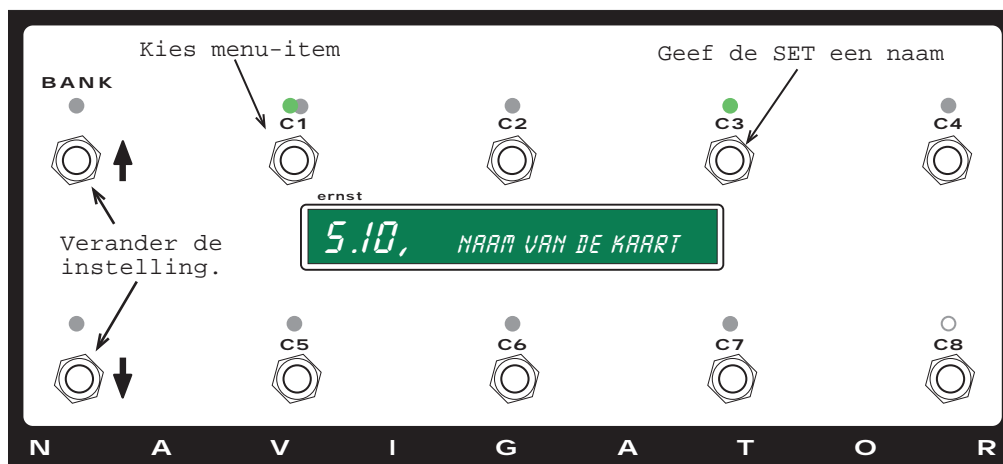 Kies menu-item
Geef de SET een naam
BANK
C1
C2
C3
C4
ernst
5.10, NAAM VAN DE KAART
Verander de
instelling.
C5
C6
C7
C8
N A V I G A T O R